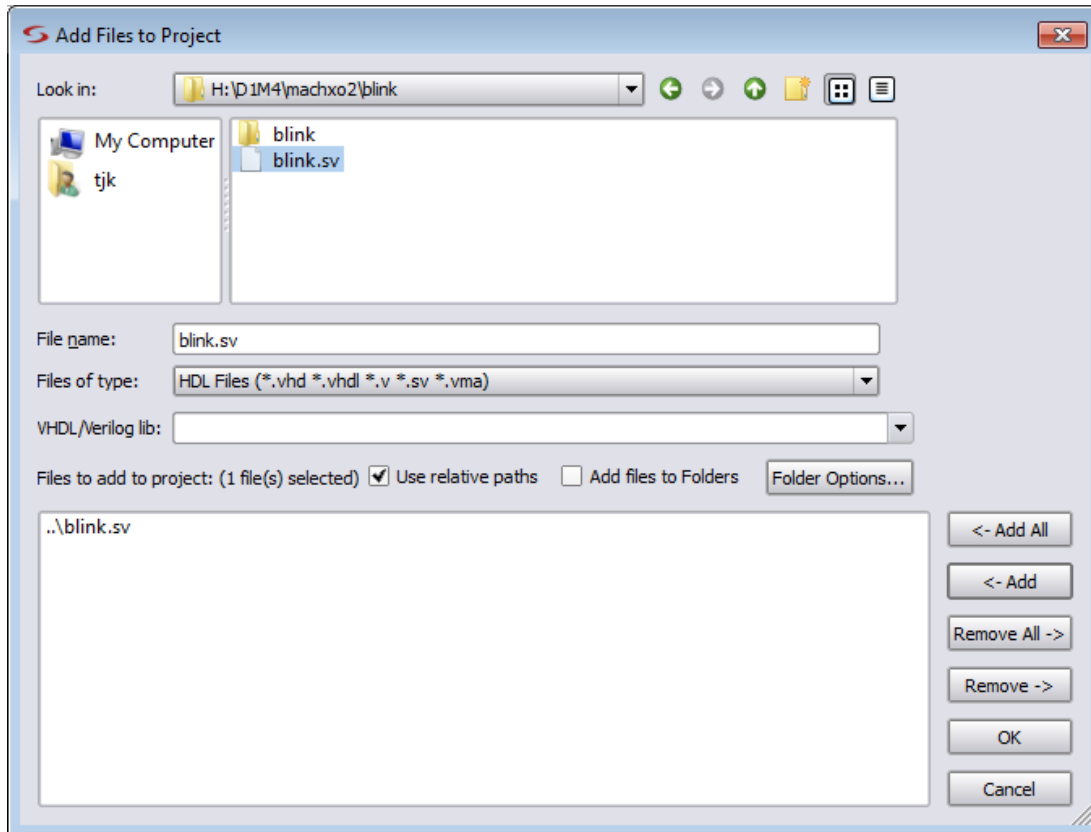 Add Files to Project
Look in: H:\D1M4\machxo2\blink
My Computer
tjk
blink
blink.sv
File name: blink.sv
Files of type: HDL Files (*.vhd *.vhdl *.v *.sv *.vma)
VHDL/Verilog lib:
Files to add to project: (1 file(s) selected) Use relative paths Add files to Folders Folder Options...
..\blink.sv
<- Add All
<- Add
Remove All ->
Remove ->
OK
Cancel